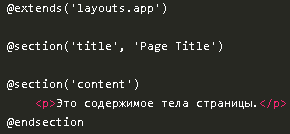 @extends('layouts.app')
@section('title', 'Page Title')
@section('content')
<p>Это содержимое тела страницы.</p>
@endsection